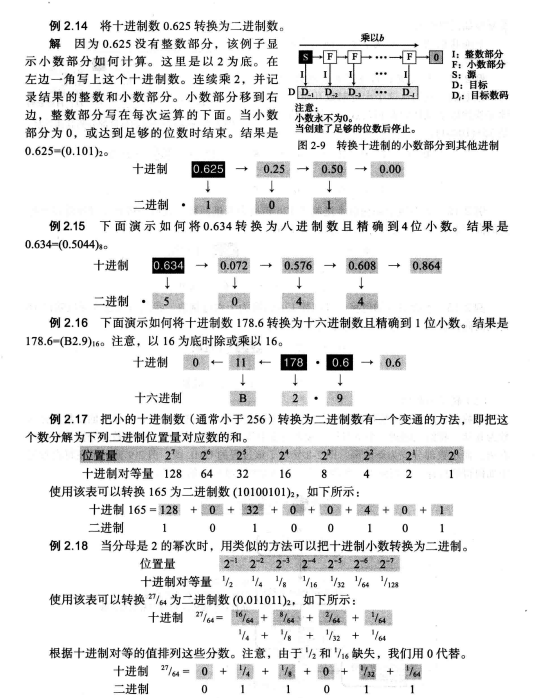 例 2.14 将十进制数 0.625 转换为二进制数。
解 因为 0.625 没有整数部分，该例子显
示小数部分如何计算。这里是以 2 为底。在
左边一角写上这个十进制数。连续乘 2，并记
录结果的整数和小数部分。小数部分移到右
边，整数部分写在每次运算的下面。当小数
部分为 0，或达到足够的位数时结束。结果是
0.625=(0.101)₂。
乘以b
S → F → F → … → F → 0
I I I I
D D₋₁ D₋₂ D₋₃ … D₋ᵢ
I：整数部分
F：小数部分
S：源
D：目标
Dᵢ：目标数码
注意：
小数永不为0。
当创建了足够的位数后停止。
图 2-9 转换十进制的小数部分到其他进制
十进制 0.625 → 0.25 → 0.50 → 0.00
↓ ↓ ↓
二进制 • 1 0 1
例 2.15 下面演示如何将 0.634 转换为八进制数且精确到 4 位小数。结果是
0.634=(0.5044)₈。
十进制 0.634 → 0.072 → 0.576 → 0.608 → 0.864
↓ ↓ ↓ ↓
二进制 • 5 0 4 4
例 2.16 下面演示如何将十进制数 178.6 转换为十六进制数且精确到 1 位小数。结果是
178.6=(B2.9)₁₆。注意，以 16 为底时除或乘以 16。
十进制 0 ← 11 ← 178 • 0.6 → 0.6
↓ ↓ ↓
十六进制 B 2 • 9
例 2.17 把小的十进制数（通常小于 256）转换为二进制数有一个变通的方法，即把这
个数分解为下列二进制位置量对应数的和。
位置量 2⁷ 2⁶ 2⁵ 2⁴ 2³ 2² 2¹ 2⁰
十进制对等量 128 64 32 16 8 4 2 1
使用该表可以转换 165 为二进制数 (10100101)₂，如下所示：
十进制 165 = 128 + 0 + 32 + 0 + 0 + 4 + 0 + 1
二进制 1 0 1 0 0 1 0 1
例 2.18 当分母是 2 的幂次时，用类似的方法可以把十进制小数转换为二进制。
位置量 2⁻¹ 2⁻² 2⁻³ 2⁻⁴ 2⁻⁵ 2⁻⁶ 2⁻⁷
十进制对等量 1/2 1/4 1/8 1/16 1/32 1/64 1/128
使用该表可以转换 27/64 为二进制数 (0.011011)₂，如下所示：
十进制 27/64 = 16/64 + 8/64 + 2/64 + 1/64
1/4 + 1/8 + 1/32 + 1/64
根据十进制对等的值排列这些分数。注意，由于 1/2 和 1/16 缺失，我们用 0 代替。
十进制 27/64 = 0 + 1/4 + 1/8 + 0 + 1/32 + 1/64
二进制 0 1 1 0 1 1